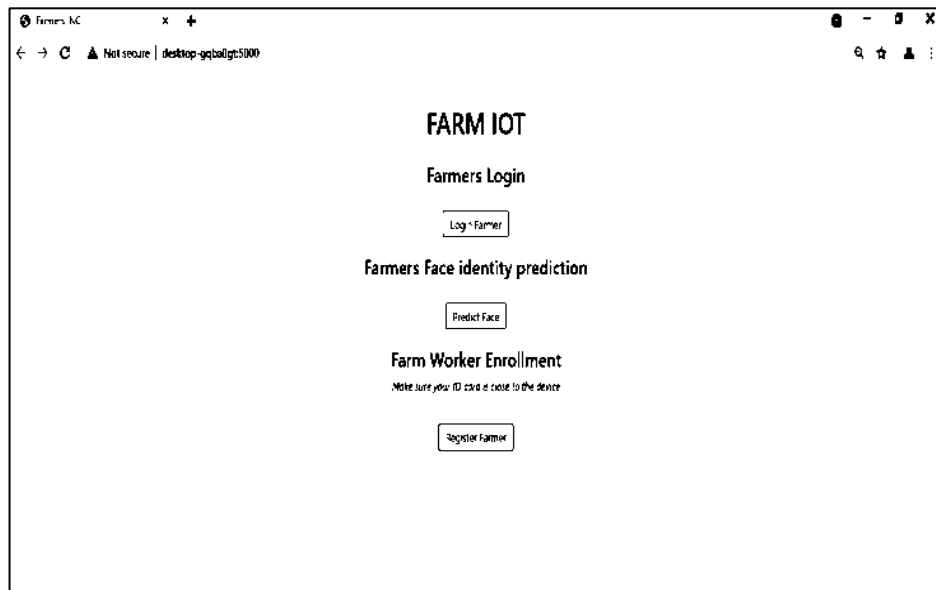 Farmers
Not secure | desktop-gqba0gt:5000
FARM IOT
Farmers Login
Login Farmer
Farmers Face identity prediction
Predict Face
Farm Worker Enrollment
Make sure your ID card is close to the device
Register Farmer